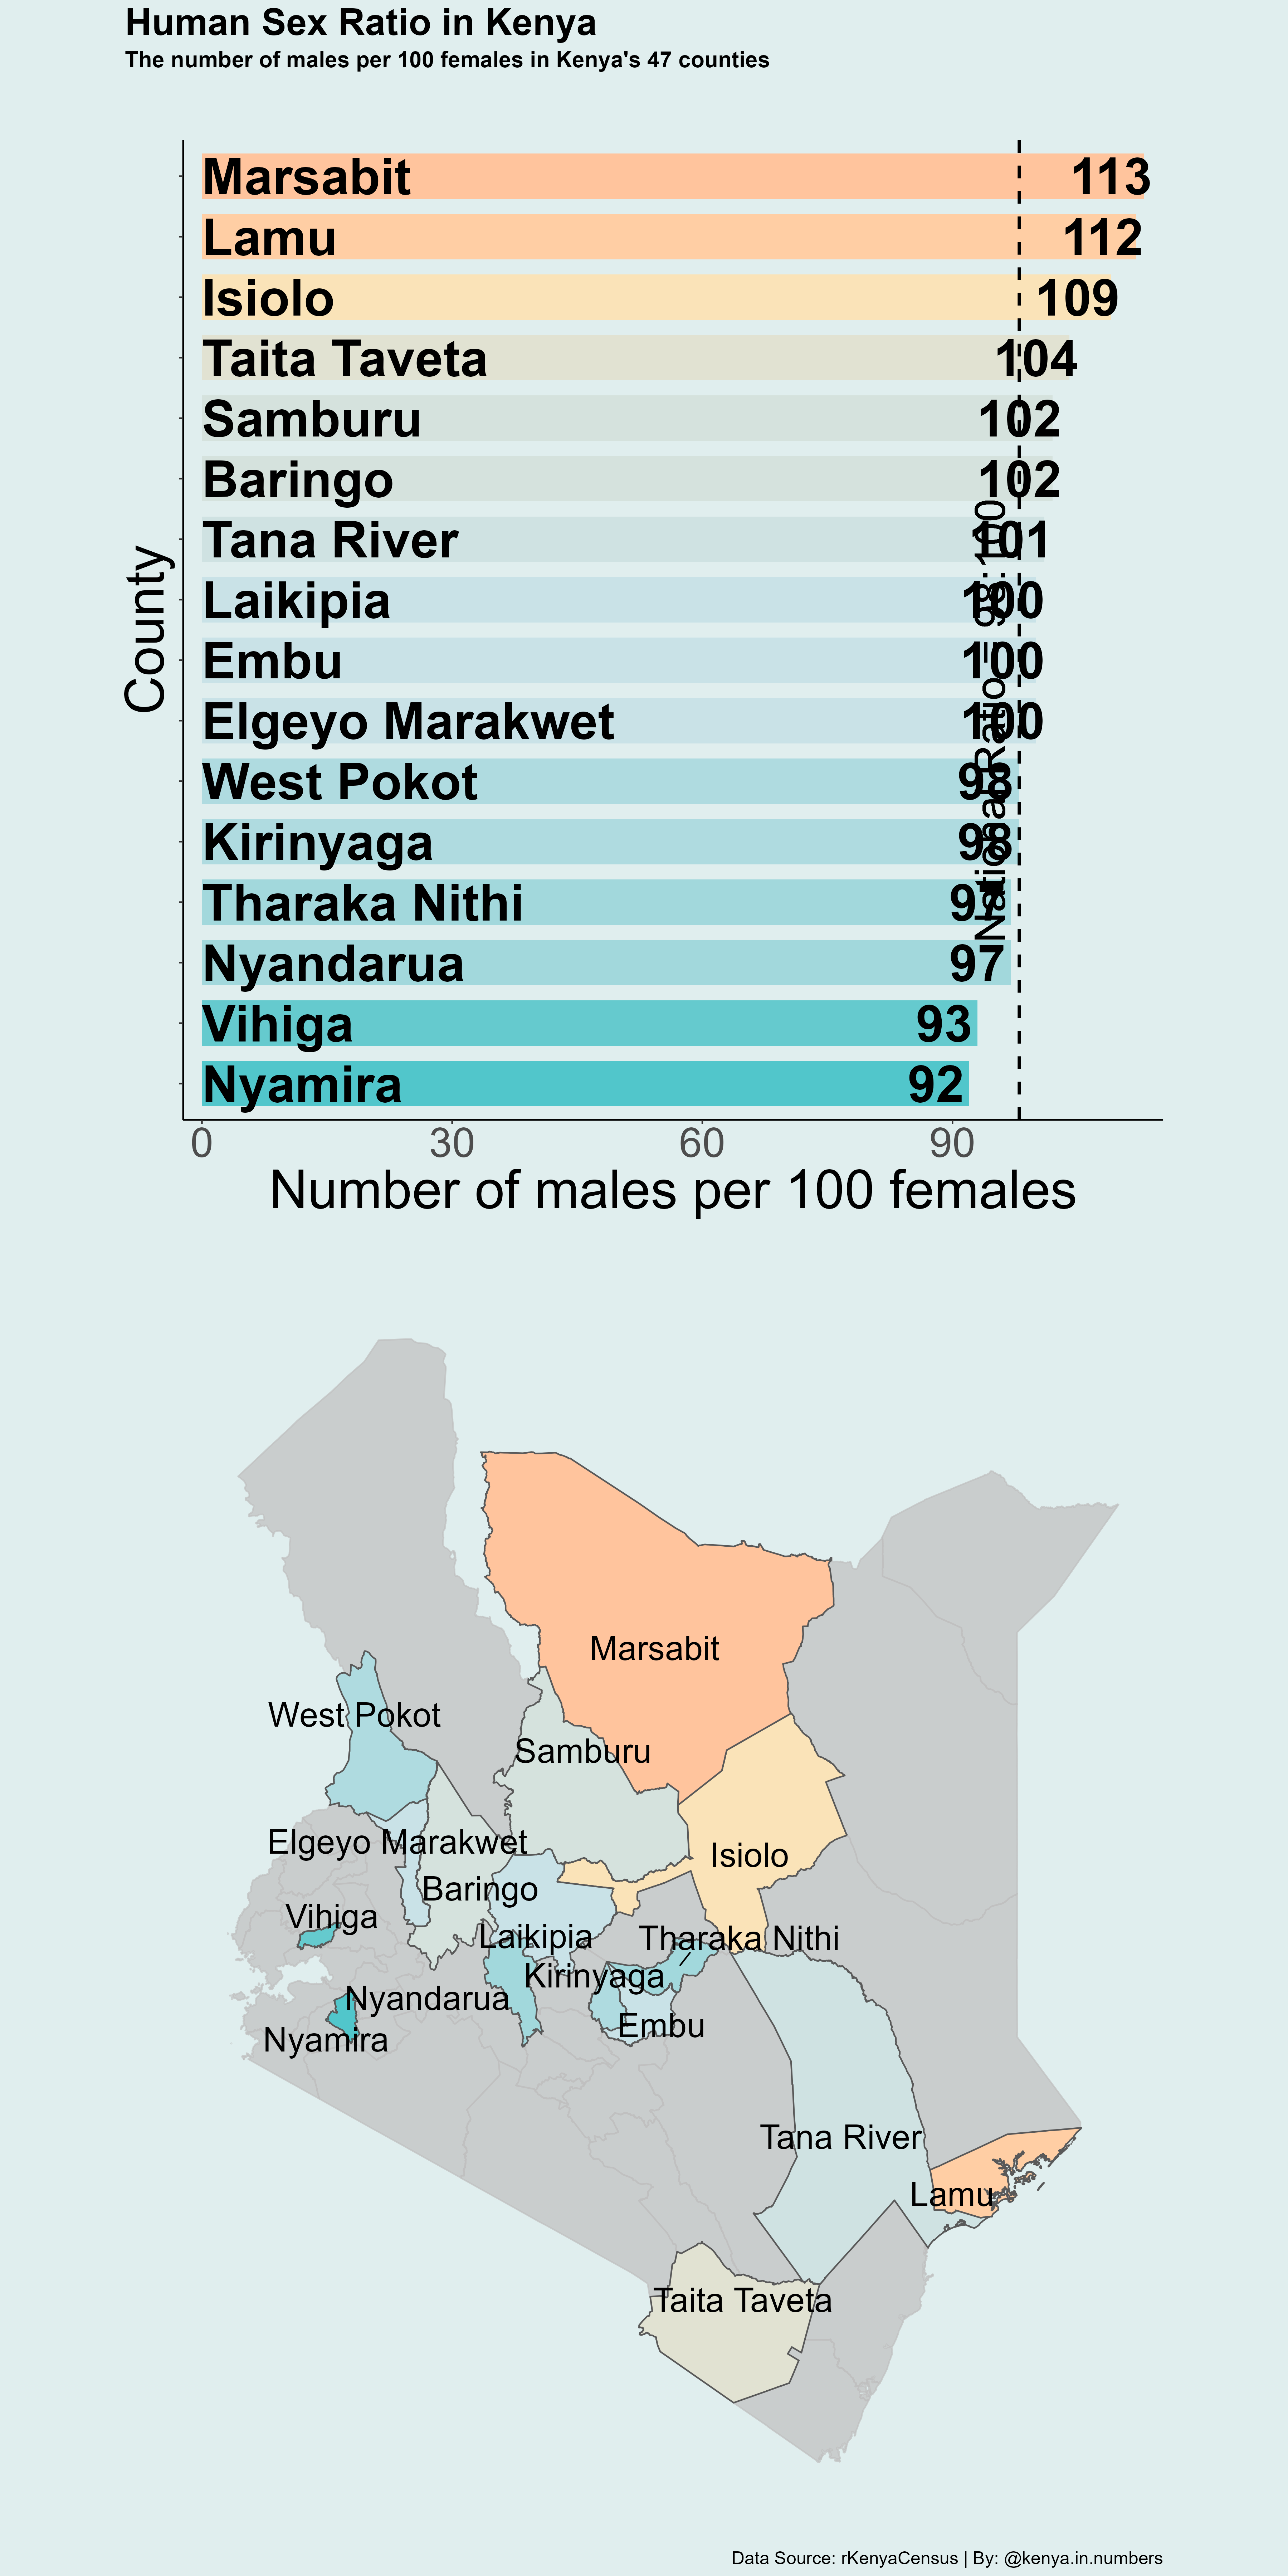 Human Sex Ratio in Kenya
The number of males per 100 females in Kenya's 47 counties
County
Marsabit 113
Lamu 112
Isiolo 109
Taita Taveta 104
Samburu 102
Baringo 102
Tana River 101
Laikipia 100
Embu 100
Elgeyo Marakwet 100
West Pokot 98
Kirinyaga 98
Tharaka Nithi 97
Nyandarua 97
Vihiga 93
Nyamira 92
National Ratio = 98:100
0 30 60 90
Number of males per 100 females
Marsabit
West Pokot
Samburu
Elgeyo Marakwet
Isiolo
Baringo
Vihiga
Laikipia
Tharaka Nithi
Kirinyaga
Nyandarua
Embu
Nyamira
Tana River
Lamu
Taita Taveta
Data Source: rKenyaCensus | By: @kenya.in.numbers